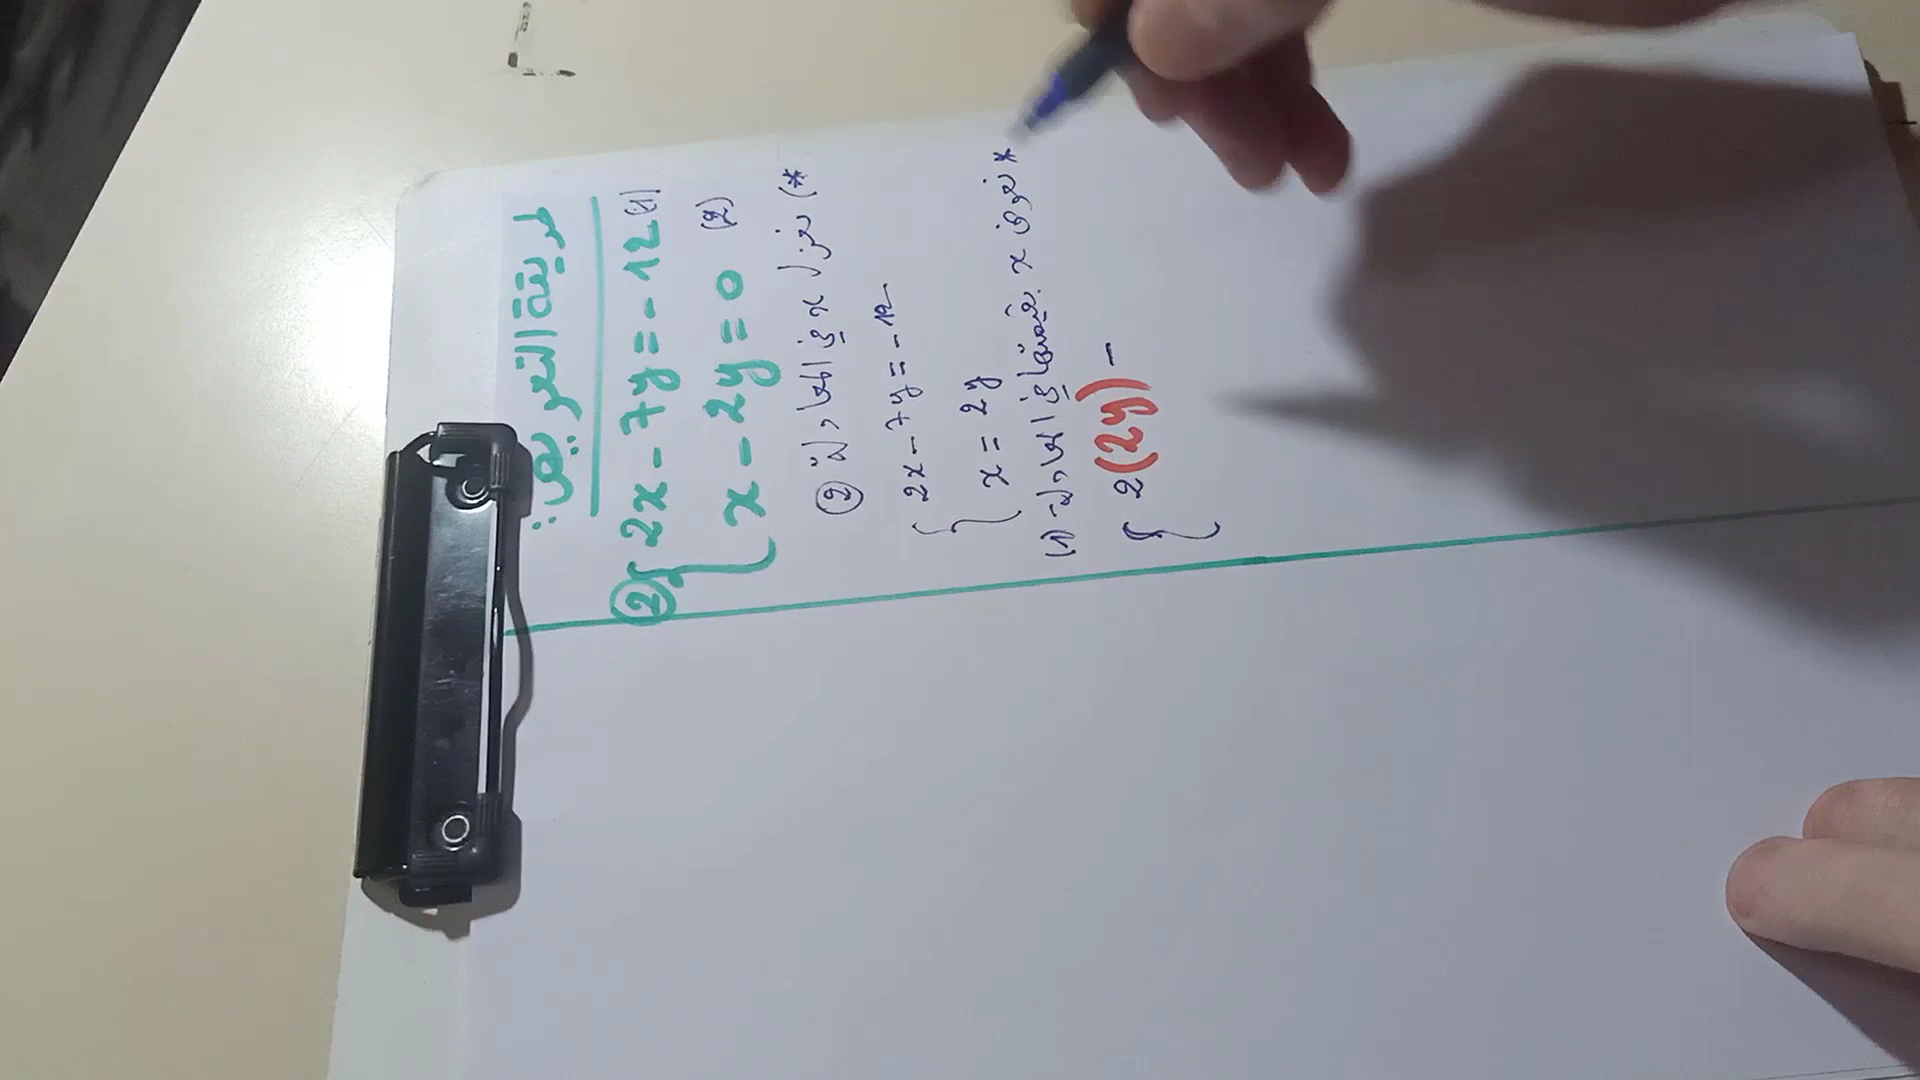 طريقة التعويض:
② { 2x - 7y = -12 (1)
x - 2y = 0 (2)
*) نعزل x في المعادلة ②
{ 2x - 7y = -12
x = 2y
* نعوض x بقيمتها في المعادلة (1)
{ 2(2y) -